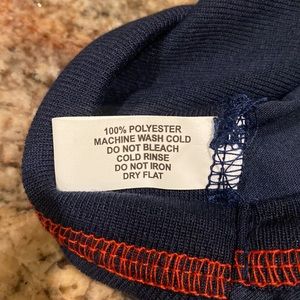 100% POLYESTER
MACHINE WASH COLD
DO NOT BLEACH
COLD RINSE
DO NOT IRON
DRY FLAT